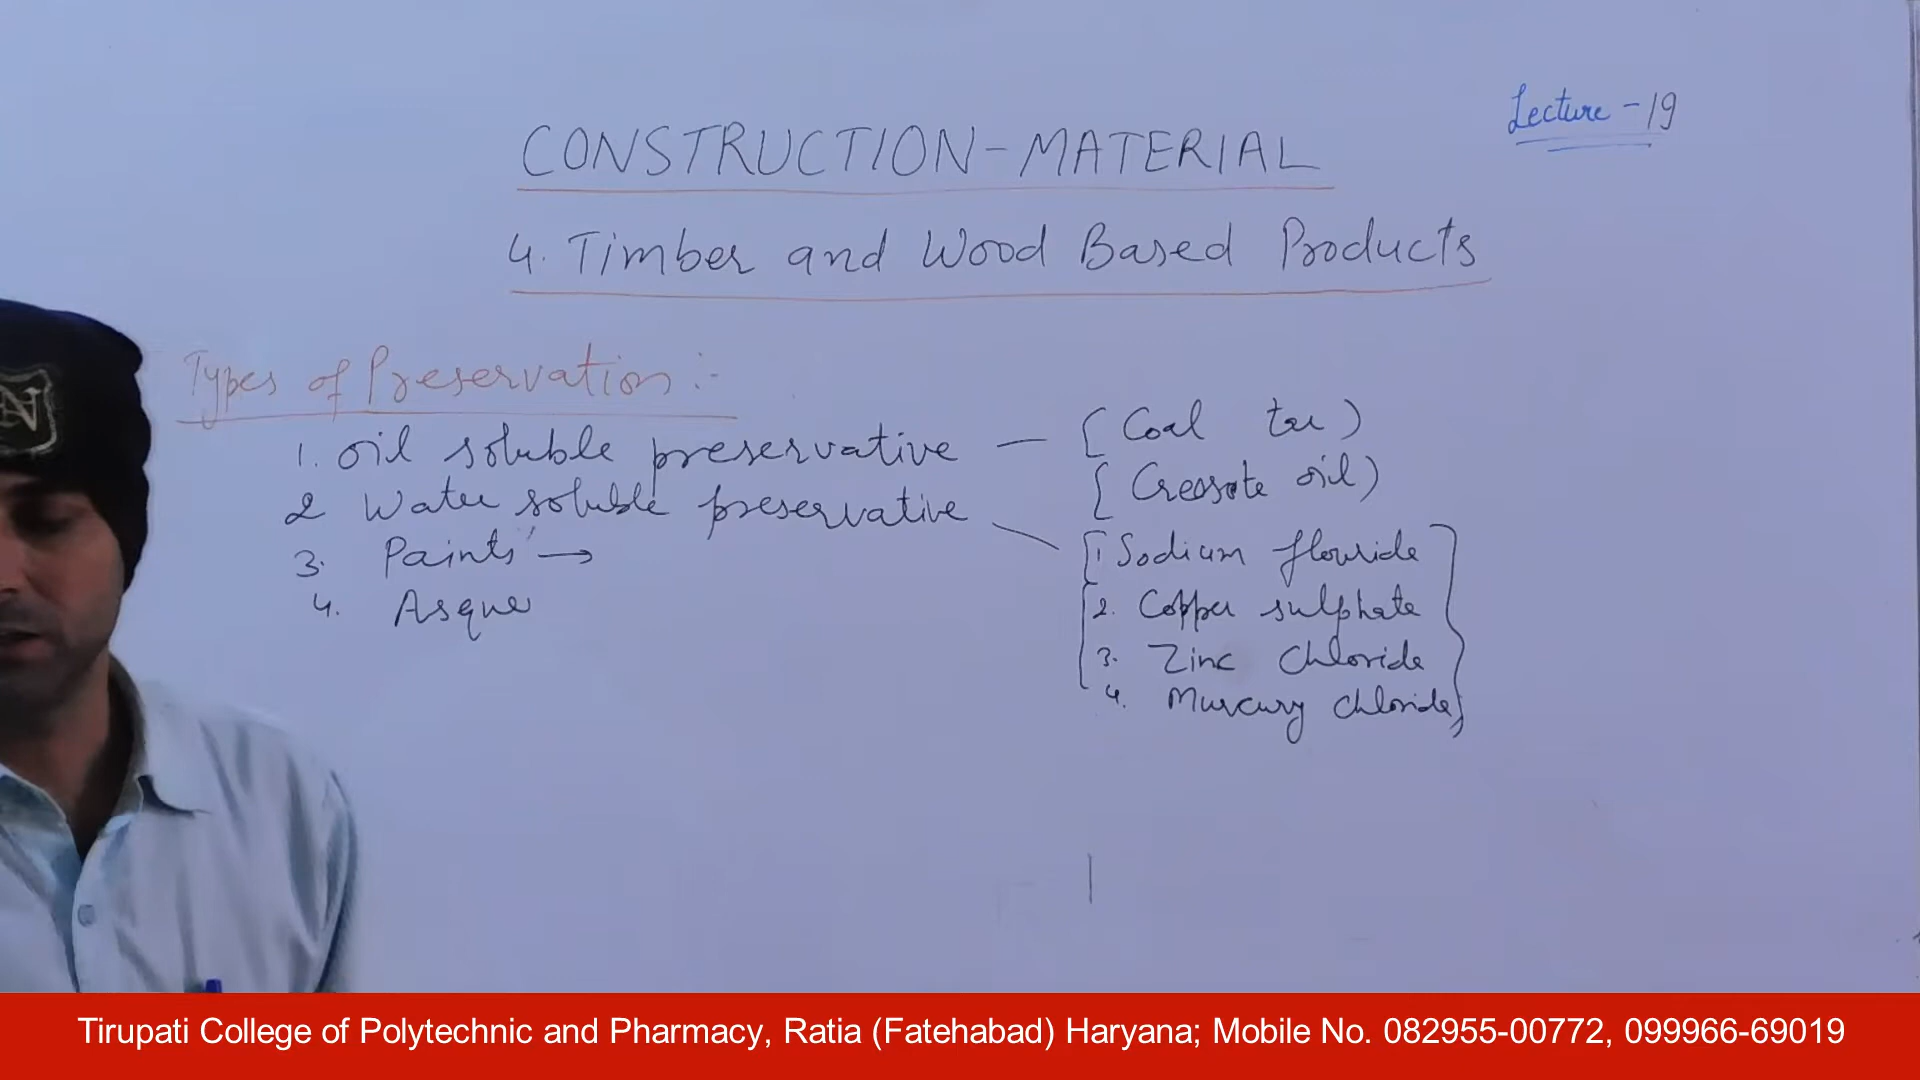 Lecture - 19
CONSTRUCTION-MATERIAL
4. Timber and Wood Based Products
Types of Preservation :-
1. Oil soluble preservative — [Coal tar)
[Creosote oil)
2 Water soluble preservative
3. Paints →
4. Asque
1 Sodium flouride
2. Copper sulphate
3. Zinc Chloride
4. Murcury chloride
N
Tirupati College of Polytechnic and Pharmacy, Ratia (Fatehabad) Haryana; Mobile No. 082955-00772, 099966-69019